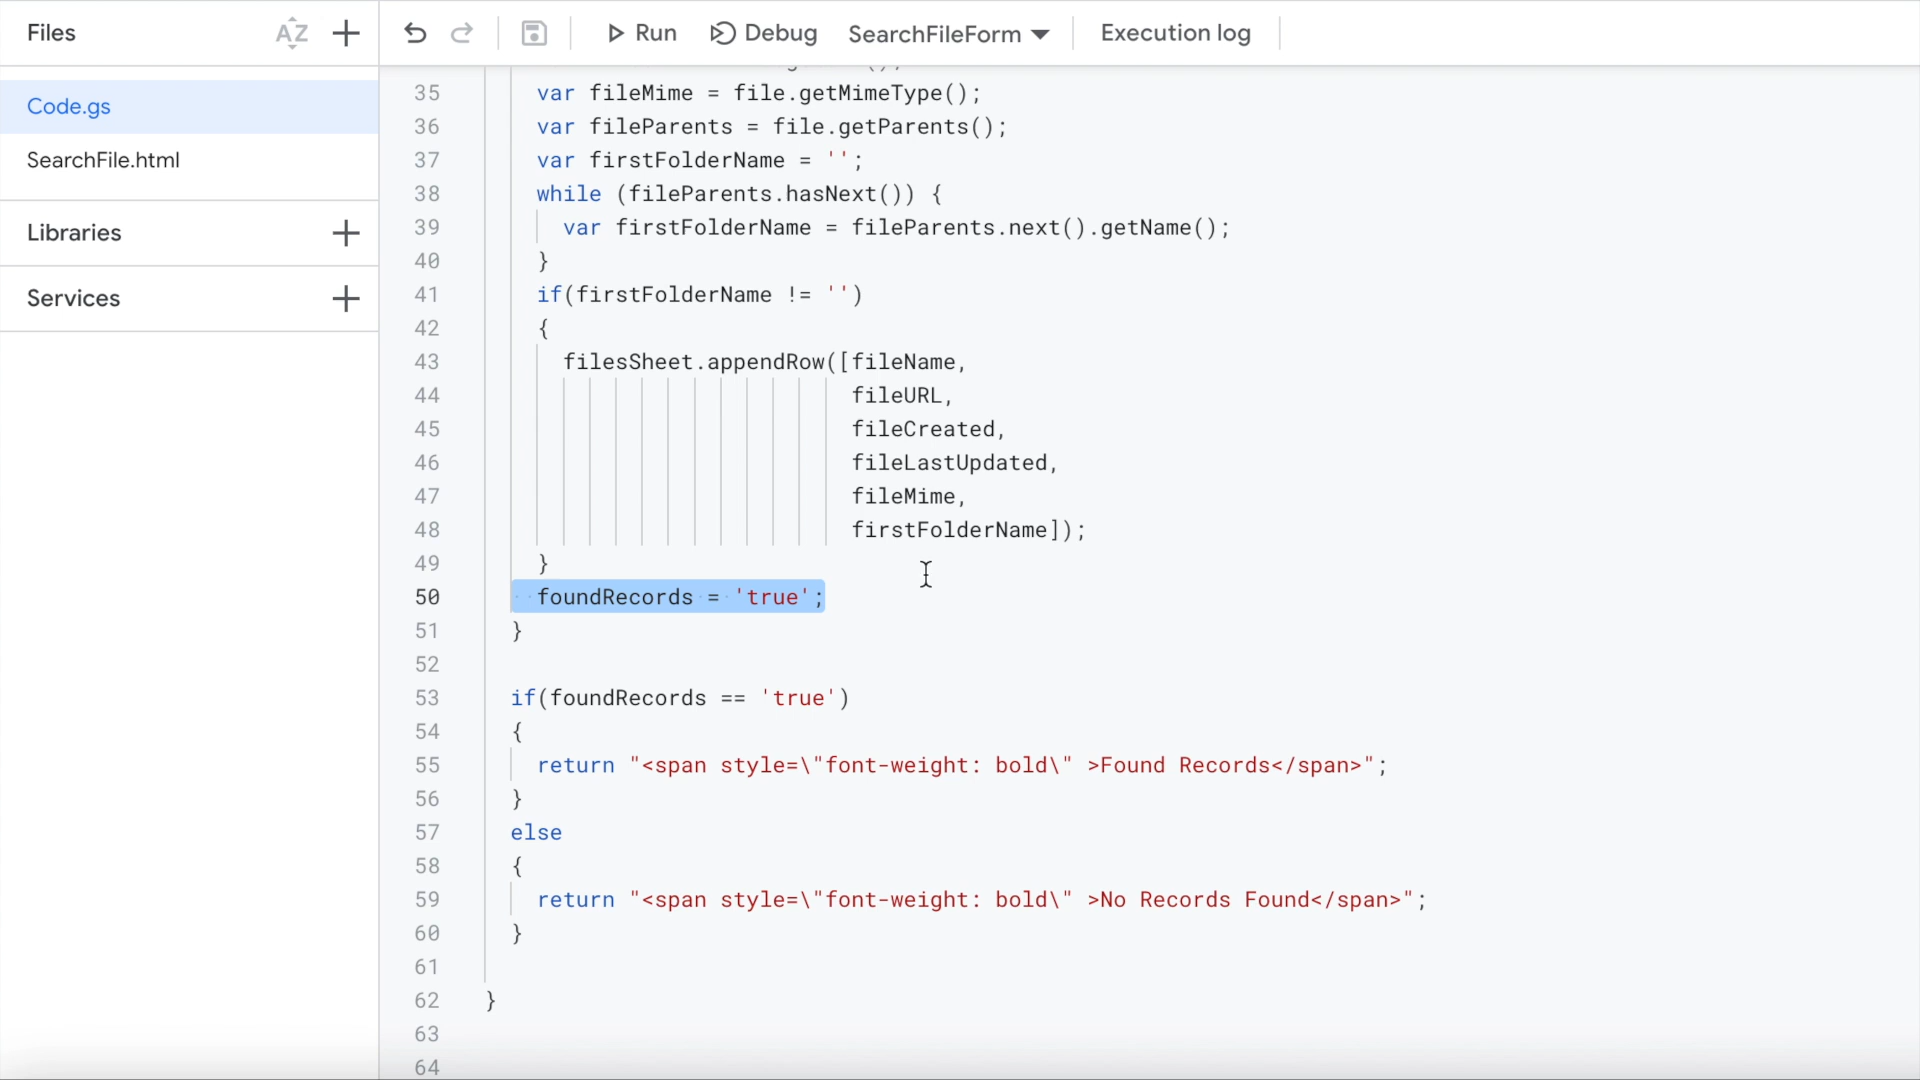 Files
AZ
Run
Debug
SearchFileForm
Execution log
Code.gs
SearchFile.html
Libraries
Services
35 var fileMime = file.getMimeType();
36 var fileParents = file.getParents();
37 var firstFolderName = '';
38 while (fileParents.hasNext()) {
39 var firstFolderName = fileParents.next().getName();
40 }
41 if(firstFolderName != '')
42 {
43 filesSheet.appendRow([fileName,
44 fileURL,
45 fileCreated,
46 fileLastUpdated,
47 fileMime,
48 firstFolderName]);
49 }
50 foundRecords = 'true';
51 }
52
53 if(foundRecords == 'true')
54 {
55 return "<span style=\"font-weight: bold\" >Found Records</span>";
56 }
57 else
58 {
59 return "<span style=\"font-weight: bold\" >No Records Found</span>";
60 }
61
62 }
63
64